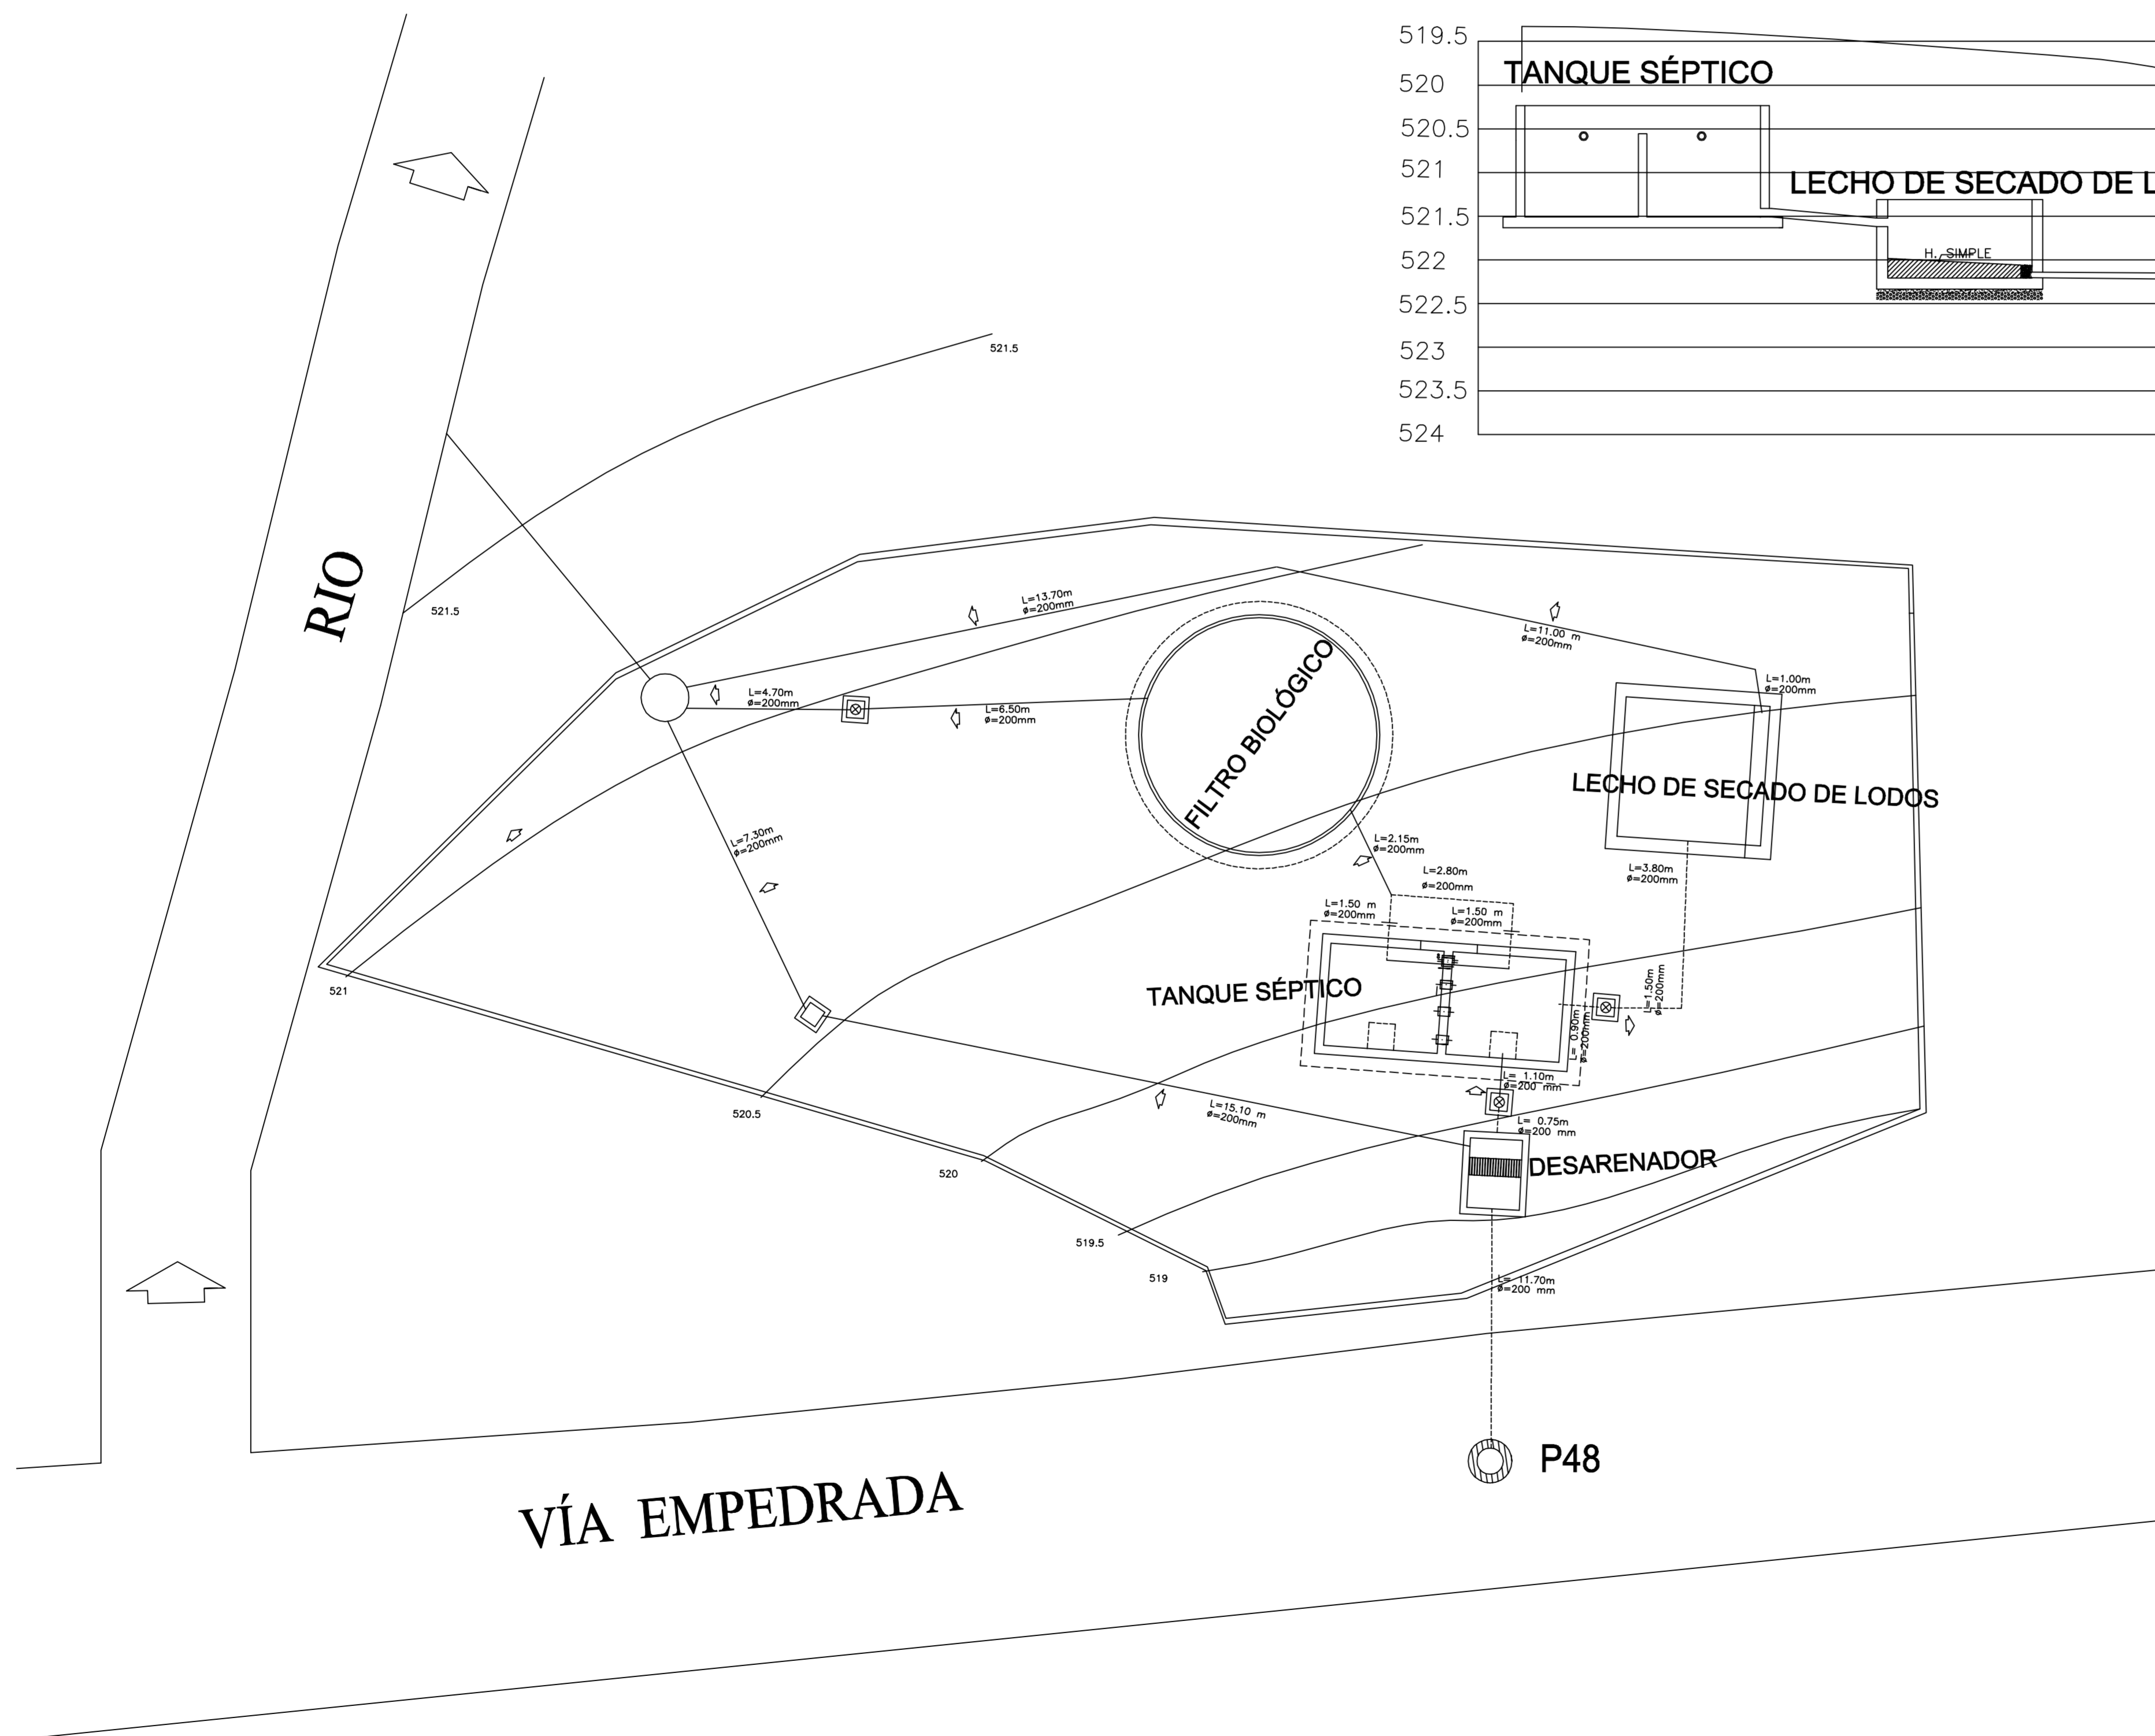 519.5
TANQUE SÉPTICO
520
520.5
521
LECHO DE SECADO DE L
521.5
H. SIMPLE
522
522.5
523
523.5
524
521.5
RIO
521.5
L=13.70m
ø=200mm
L=11.00 m
ø=200mm
L=4.70m
ø=200mm
L=6.50m
ø=200mm
FILTRO BIOLÓGICO
L=1.00m
ø=200mm
LECHO DE SECADO DE LODOS
L=7.30m
ø=200mm
L=2.15m
ø=200mm
L=2.80m
ø=200mm
L=3.80m
ø=200mm
L=1.50 m
ø=200mm
L=1.50 m
ø=200mm
521
TANQUE SÉPTICO
L=1.50m
ø=200mm
L= 0.90m
ø=200mm
L= 1.10m
ø=200 mm
520.5
L=15.10 m
ø=200mm
L= 0.75m
ø=200 mm
520
DESARENADOR
519.5
519
L= 11.70m
ø=200 mm
P48
VÍA EMPEDRADA